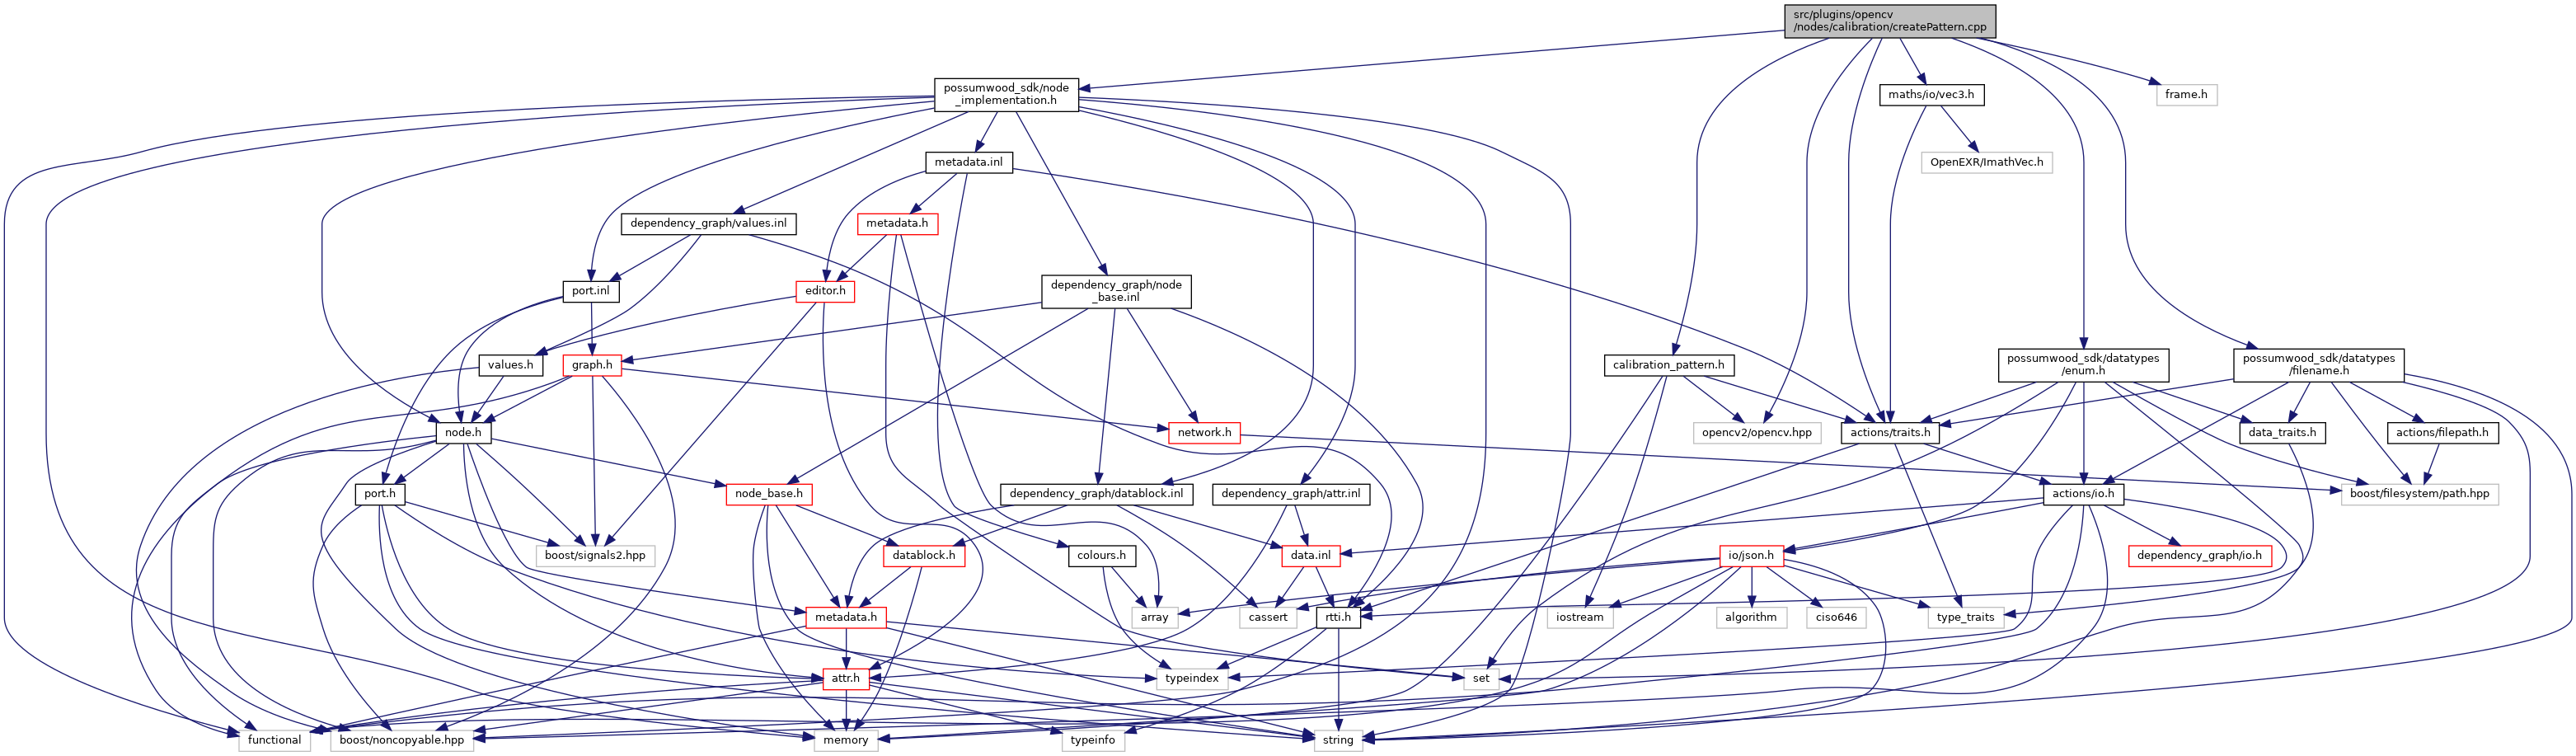 src/plugins/opencv
/nodes/calibration/createPattern.cpp
possumwood_sdk/node
_implementation.h
maths/io/vec3.h
frame.h
metadata.inl
OpenEXR/ImathVec.h
dependency_graph/values.inl
metadata.h
port.inl
editor.h
dependency_graph/node
_base.inl
values.h
graph.h
calibration_pattern.h
possumwood_sdk/datatypes
/enum.h
possumwood_sdk/datatypes
/filename.h
node.h
network.h
opencv2/opencv.hpp
actions/traits.h
data_traits.h
actions/filepath.h
port.h
node_base.h
dependency_graph/datablock.inl
dependency_graph/attr.inl
actions/io.h
boost/filesystem/path.hpp
boost/signals2.hpp
datablock.h
colours.h
data.inl
io/json.h
dependency_graph/io.h
metadata.h
array
cassert
rtti.h
iostream
algorithm
ciso646
type_traits
attr.h
typeindex
set
functional
boost/noncopyable.hpp
memory
typeinfo
string